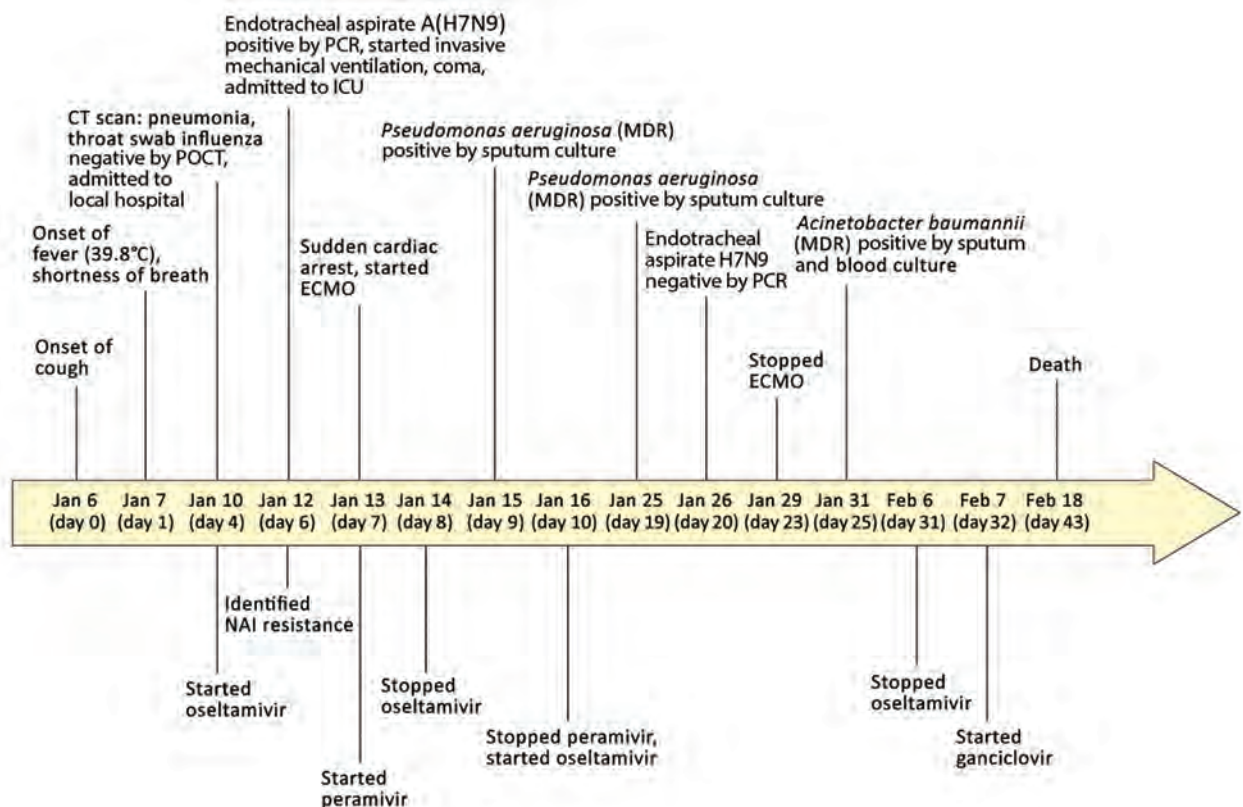 Endotracheal aspirate A(H7N9)
positive by PCR, started invasive
mechanical ventilation, coma,
admitted to ICU
CT scan: pneumonia,
throat swab influenza
negative by POCT,
admitted to
local hospital
Pseudomonas aeruginosa (MDR)
positive by sputum culture
Pseudomonas aeruginosa
(MDR) positive by sputum culture
Onset of
fever (39.8°C),
shortness of breath
Sudden cardiac
arrest, started
ECMO
Endotracheal
aspirate H7N9
negative by PCR
Acinetobacter baumannii
(MDR) positive by sputum
and blood culture
Onset of
cough
Stopped
ECMO
Death
Jan 6 Jan 7 Jan 10 Jan 12 Jan 13 Jan 14 Jan 15 Jan 16 Jan 25 Jan 26 Jan 29 Jan 31 Feb 6 Feb 7 Feb 18
(day 0) (day 1) (day 4) (day 6) (day 7) (day 8) (day 9) (day 10) (day 19) (day 20) (day 23) (day 25) (day 31) (day 32) (day 43)
Identified
NAI resistance
Started
oseltamivir
Stopped
oseltamivir
Stopped
oseltamivir
Stopped peramivir,
started oseltamivir
Started
ganciclovir
Started
peramivir